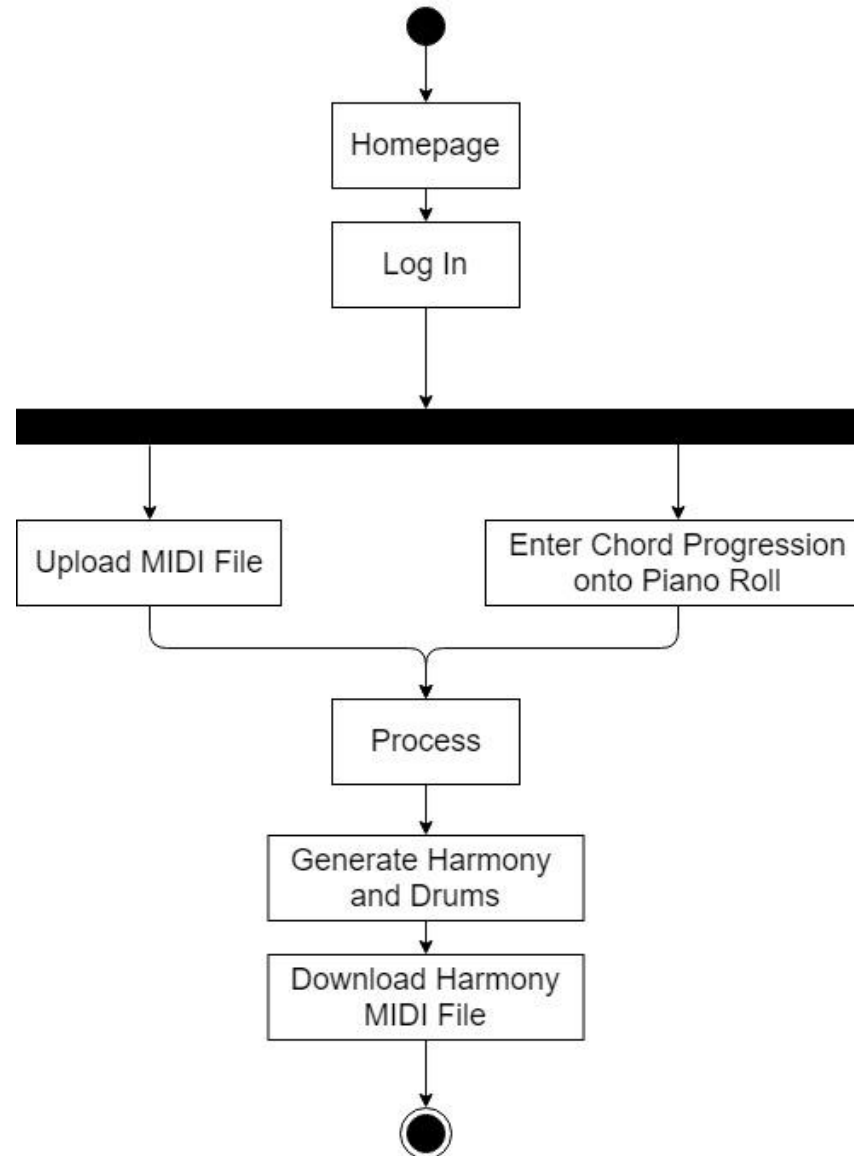 Homepage
Log In
Upload MIDI File
Enter Chord Progression
onto Piano Roll
Process
Generate Harmony
and Drums
Download Harmony
MIDI File